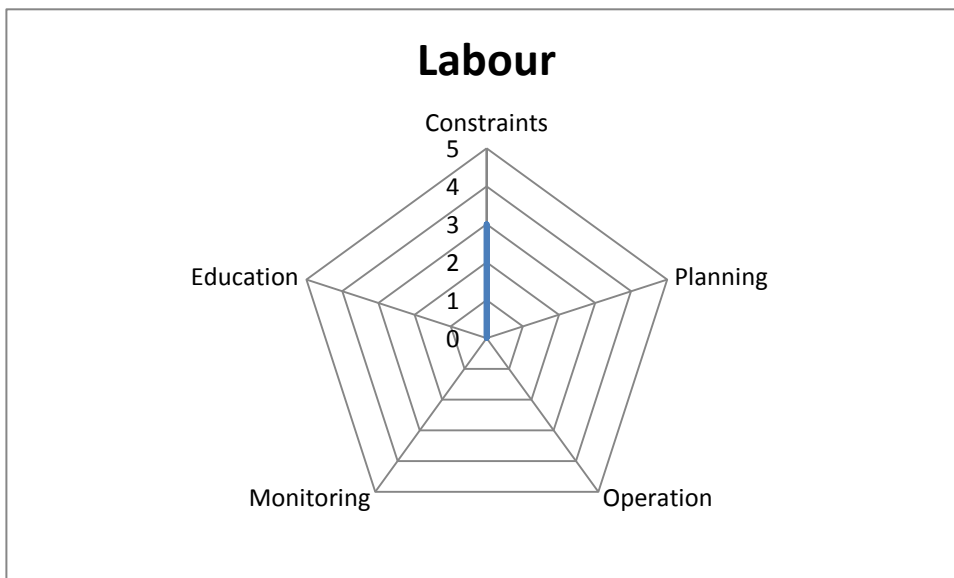 Labour
Constraints
5
4
3
2
1
0
Education
Planning
Monitoring
Operation